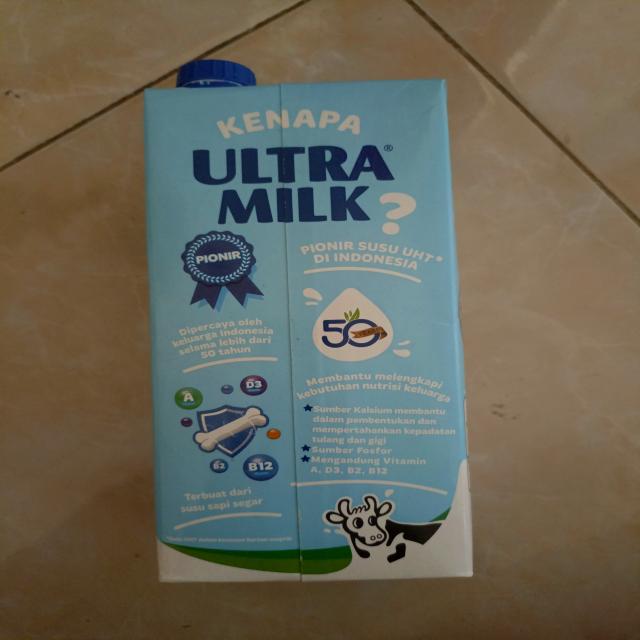 KENAPA
ULTRA®
MILK?
PIONIR
PIONIR SUSU UHT*
DI INDONESIA
Dipercaya oleh
keluarga Indonesia
selama lebih dari
50 tahun
50
Membantu melengkapi
kebutuhan nutrisi keluarga
Sumber Kalsium membantu
dalam pembentukan dan
mempertahankan kepadatan
tulang dan gigi
Sumber Fosfor
Mengandung Vitamin
A, D3, B2, B12
A
D3
B2
B12
Terbuat dari
susu sapi segar